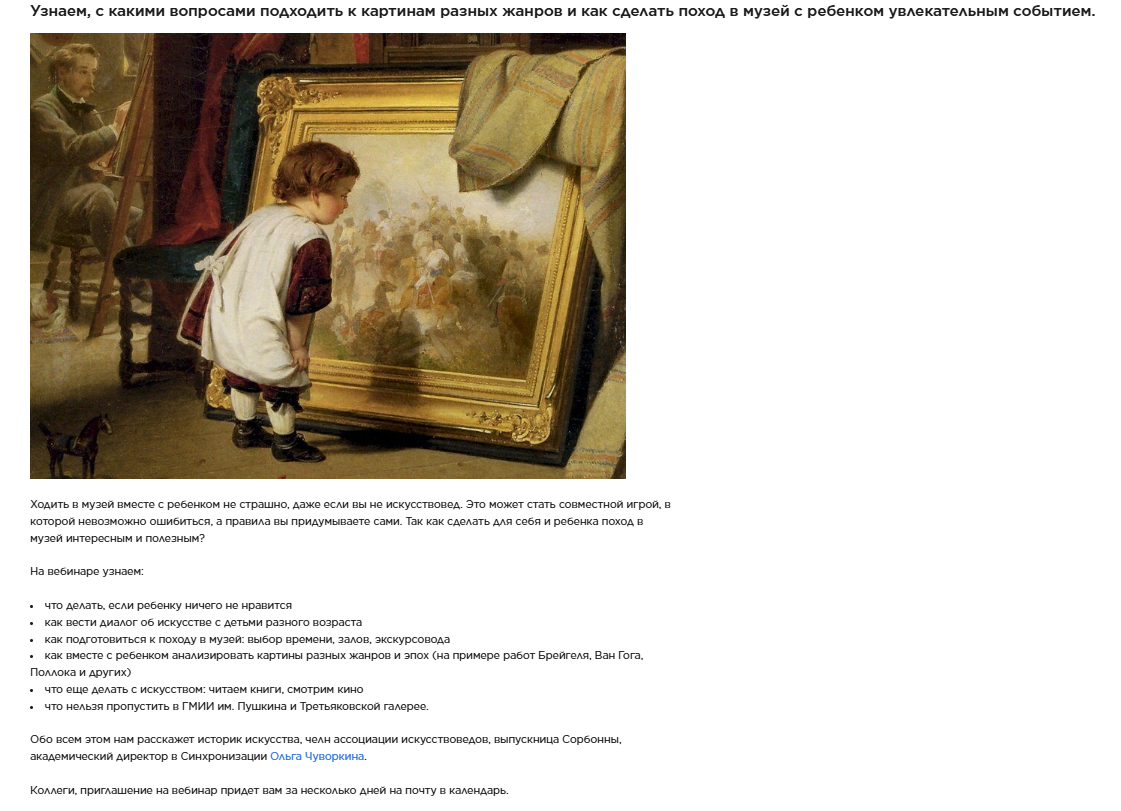 Узнаем, с какими вопросами подходить к картинам разных жанров и как сделать поход в музей с ребенком увлекательным событием.
Ходить в музей вместе с ребенком не страшно, даже если вы не искусствовед. Это может стать совместной игрой, в
которой невозможно ошибиться, а правила вы придумываете сами. Так как сделать для себя и ребенка поход в
музей интересным и полезным?
На вебинаре узнаем:
• что делать, если ребенку ничего не нравится
• как вести диалог об искусстве с детьми разного возраста
• как подготовиться к походу в музей: выбор времени, залов, экскурсовода
• как вместе с ребенком анализировать картины разных жанров и эпох (на примере работ Брейгеля, Ван Гога,
Поллока и других)
• что еще делать с искусством: читаем книги, смотрим кино
• что нельзя пропустить в ГМИИ им. Пушкина и Третьяковской галерее.
Обо всем этом нам расскажет историк искусства, челн ассоциации искусствоведов, выпускница Сорбонны,
академический директор в Синхронизации Ольга Чуворкина.
Коллеги, приглашение на вебинар придет вам за несколько дней на почту в календарь.